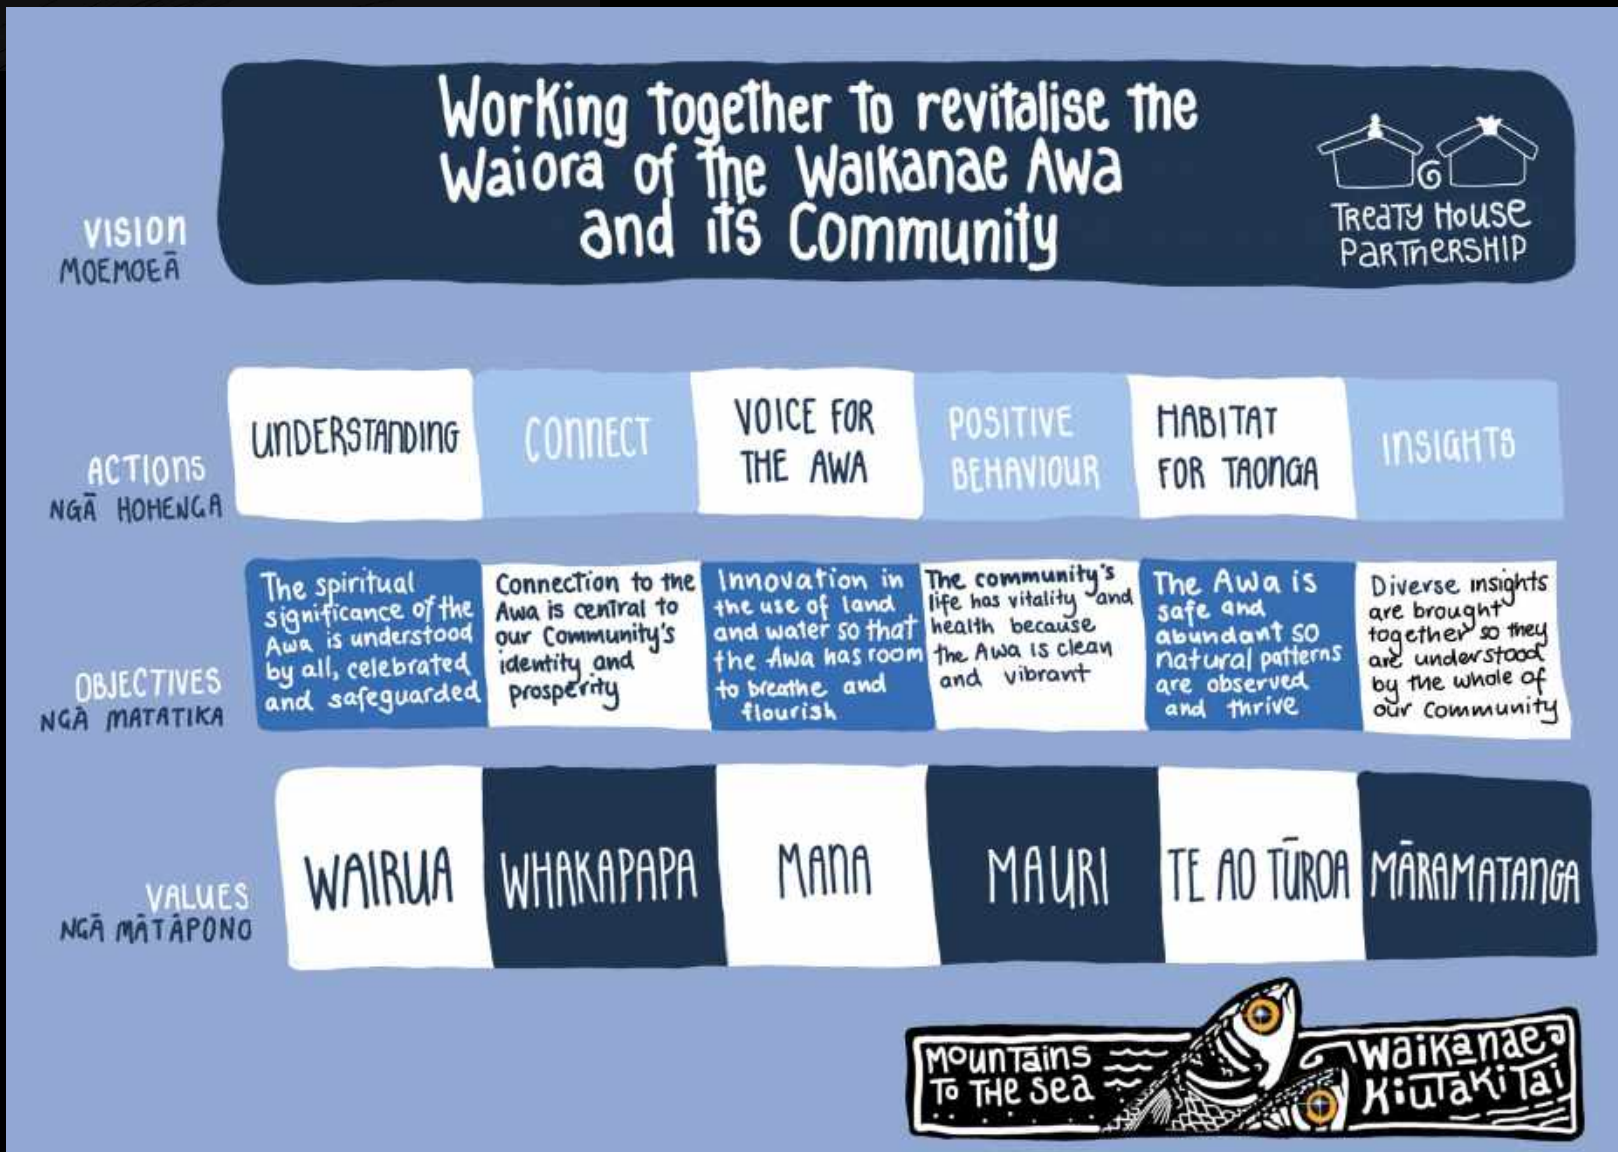 Working together to revitalise the
Waiora of the Waikanae Awa
and its Community
TREATY HOUSE
PARTNERSHIP
VISION
MOEMOEĀ
ACTIONS
NGĀ HOHENGA
UNDERSTANDING
CONNECT
VOICE FOR
THE AWA
POSITIVE
BEHAVIOUR
HABITAT
FOR TAONGA
INSIGHTS
OBJECTIVES
NGĀ MATATIKA
The spiritual
significance of the
Awa is understood
by all, celebrated
and safeguarded
Connection to the
Awa is central to
our Community's
identity and
prosperity
Innovation in
the use of land
and water so that
the Awa has room
to breathe and
flourish
The community's
life has vitality and
health because
the Awa is clean
and vibrant
The Awa is
safe and
abundant so
natural patterns
are observed
and thrive
Diverse insights
are brought
together so they
are understood
by the whole of
our Community
VALUES
NGĀ MĀTĀPONO
WAIRUA
WHAKAPAPA
MANA
MAURI
TE AO TŪROA
MĀRAMATANGA
MOUNTAINS
TO THE SEA
Waikanae
KiUTaKiTai